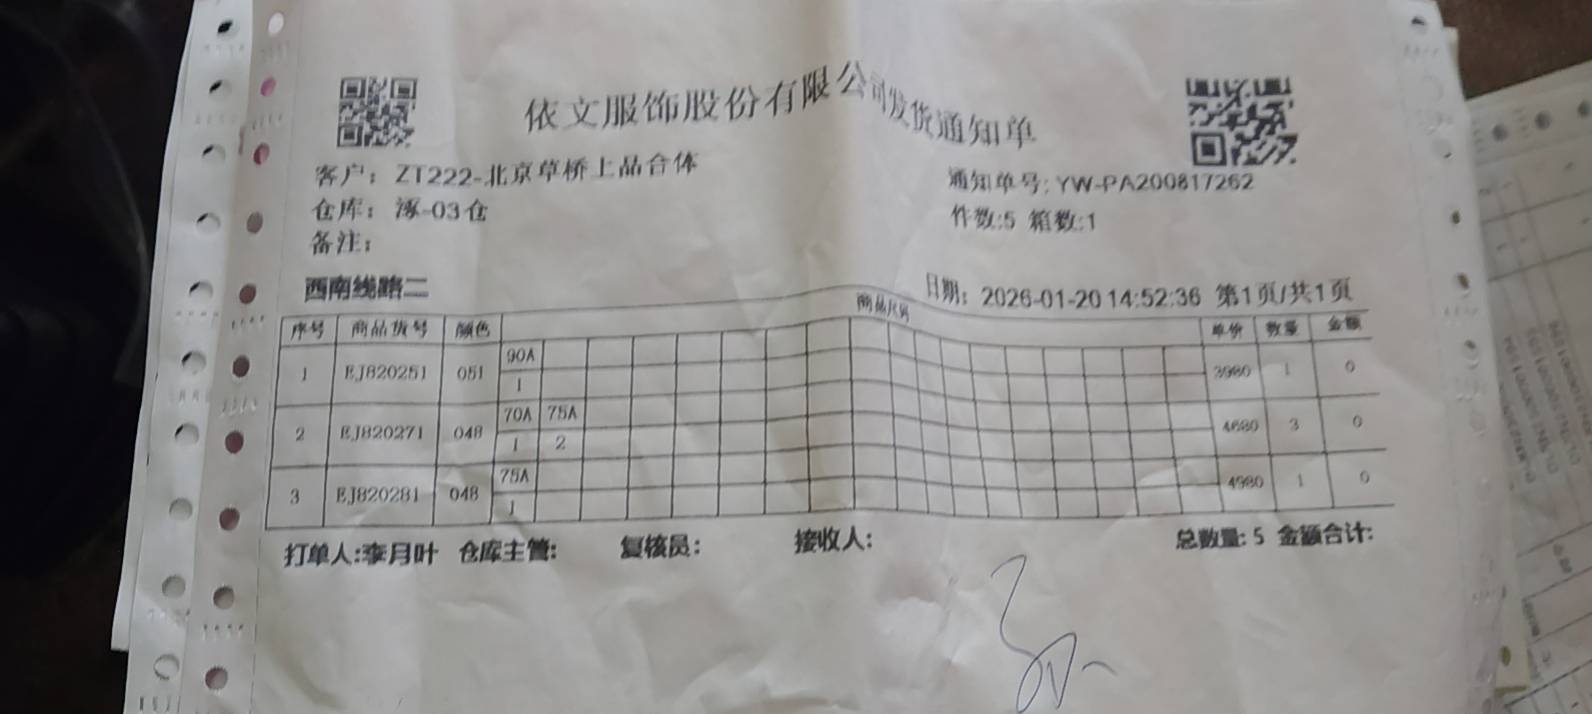 依文服饰股份有限公司发货通知单
客户：ZT222-北京草桥上品合体
通知单号:YW-PA200817262
仓库：涿-03仓
件数:5 箱数:1
备注：
西南线路二
日期：2026-01-20 14:52:36 第1页/共1页
序号 商品货号 颜色 商品尺码 单价 数量 金额
90A
1 EJ820251 051 3980 1 0
1
70A 75A
2 EJ820271 048 4680 3 0
1 2
75A
3 EJ820281 048 4980 1 0
1
打单人:李月叶 仓库主管: 复核员: 接收人: 总数量:5 金额合计: